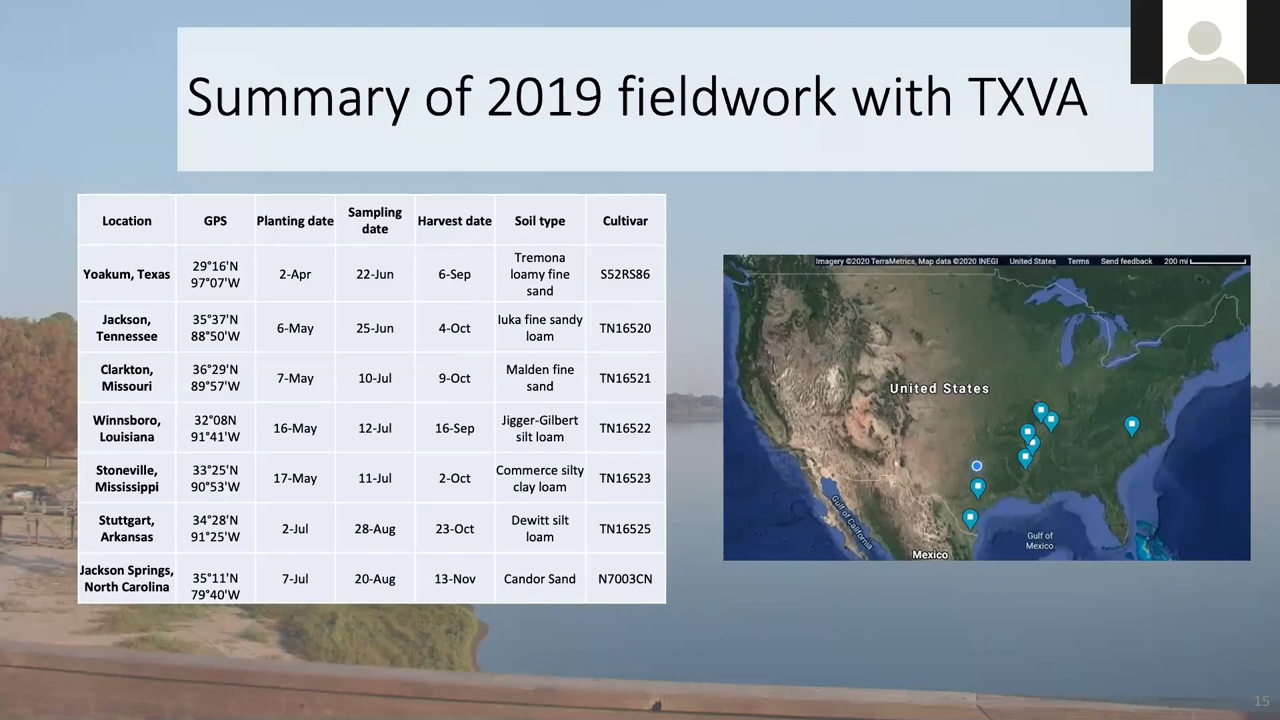 Summary of 2019 fieldwork with TXVA
Location GPS Planting date Sampling date Harvest date Soil type Cultivar
Yoakum, Texas 29°16'N 97°07'W 2-Apr 22-Jun 6-Sep Tremona loamy fine sand S52RS86
Jackson, Tennessee 35°37'N 88°50'W 6-May 25-Jun 4-Oct Iuka fine sandy loam TN16520
Clarkton, Missouri 36°29'N 89°57'W 7-May 10-Jul 9-Oct Malden fine sand TN16521
Winnsboro, Louisiana 32°08N 91°41'W 16-May 12-Jul 16-Sep Jigger-Gilbert silt loam TN16522
Stoneville, Mississippi 33°25'N 90°53'W 17-May 11-Jul 2-Oct Commerce silty clay loam TN16523
Stuttgart, Arkansas 34°28'N 91°25'W 2-Jul 28-Aug 23-Oct Dewitt silt loam TN16525
Jackson Springs, North Carolina 35°11'N 79°40'W 7-Jul 20-Aug 13-Nov Candor Sand N7003CN
Imagery ©2020 TerraMetrics, Map data ©2020 INEGI United States Terms Send feedback 200 mi
United States
Gulf of California
Gulf of Mexico
Mexico
15